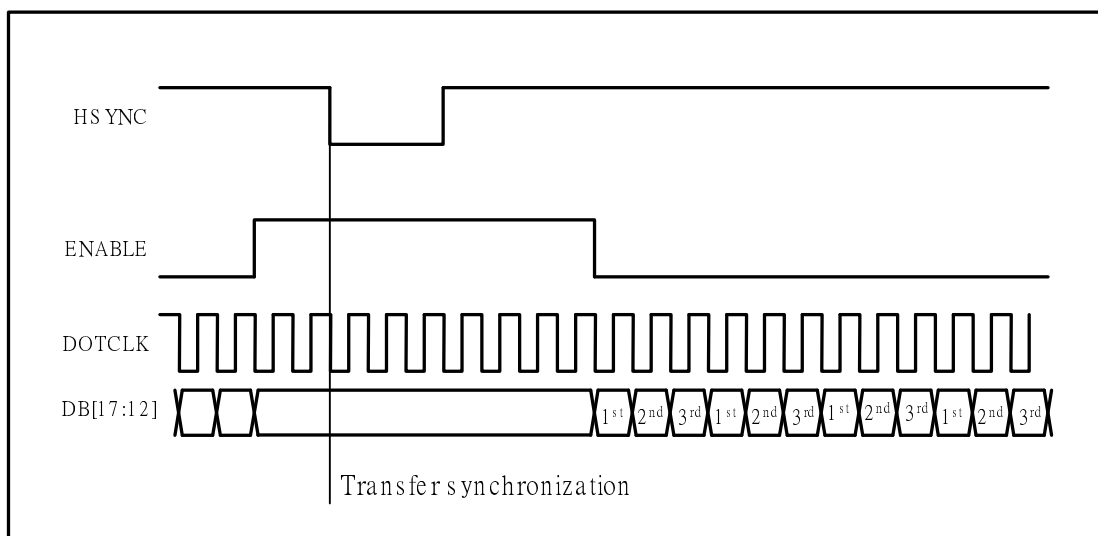 HSYNC
ENABLE
DOTCLK
DB[17:12]
1st 2nd 3rd 1st 2nd 3rd 1st 2nd 3rd 1st 2nd 3rd
Transfer synchronization